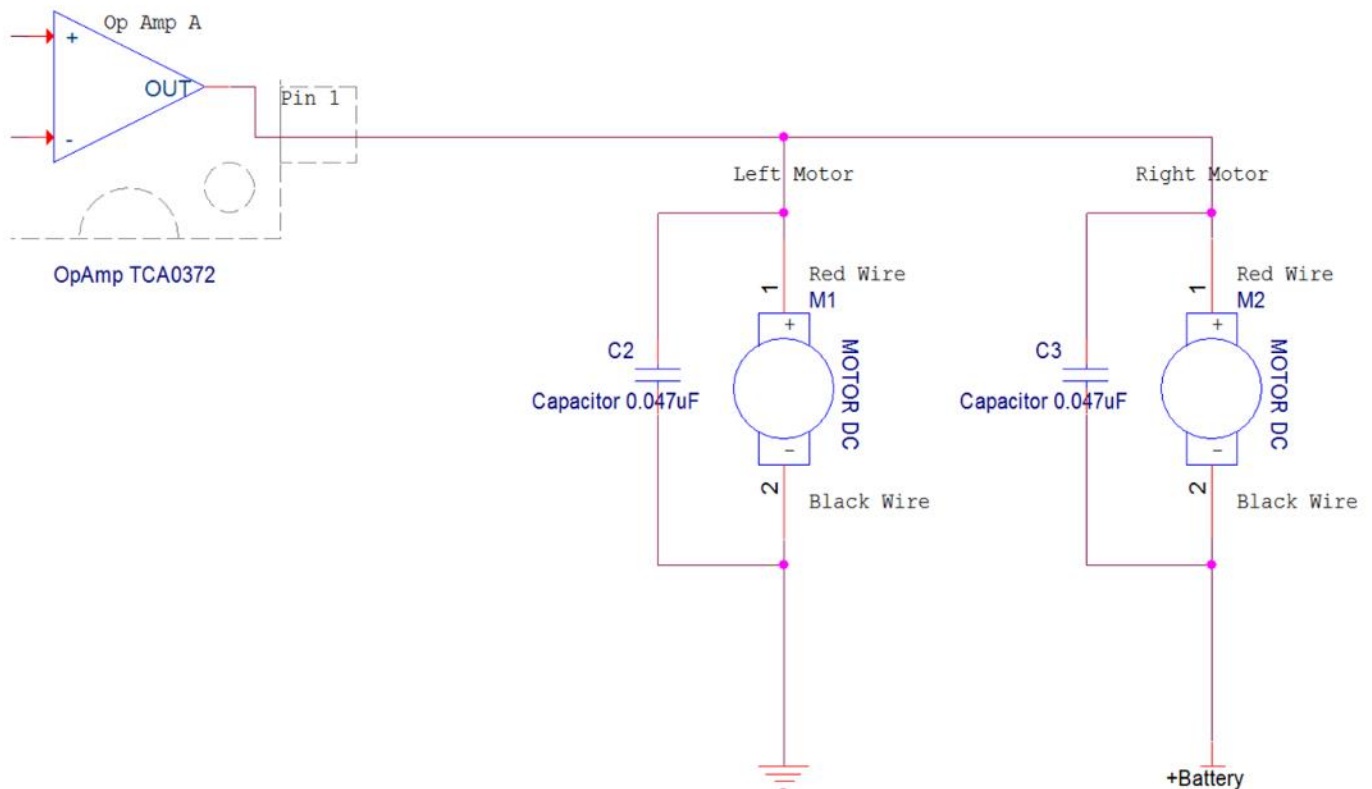 Op Amp A
+
OUT
-
Pin 1
OpAmp TCA0372
Left Motor
Right Motor
1
Red Wire
M1
+
C2
Capacitor 0.047uF
MOTOR DC
-
2
Black Wire
1
Red Wire
M2
+
C3
Capacitor 0.047uF
MOTOR DC
-
2
Black Wire
+Battery